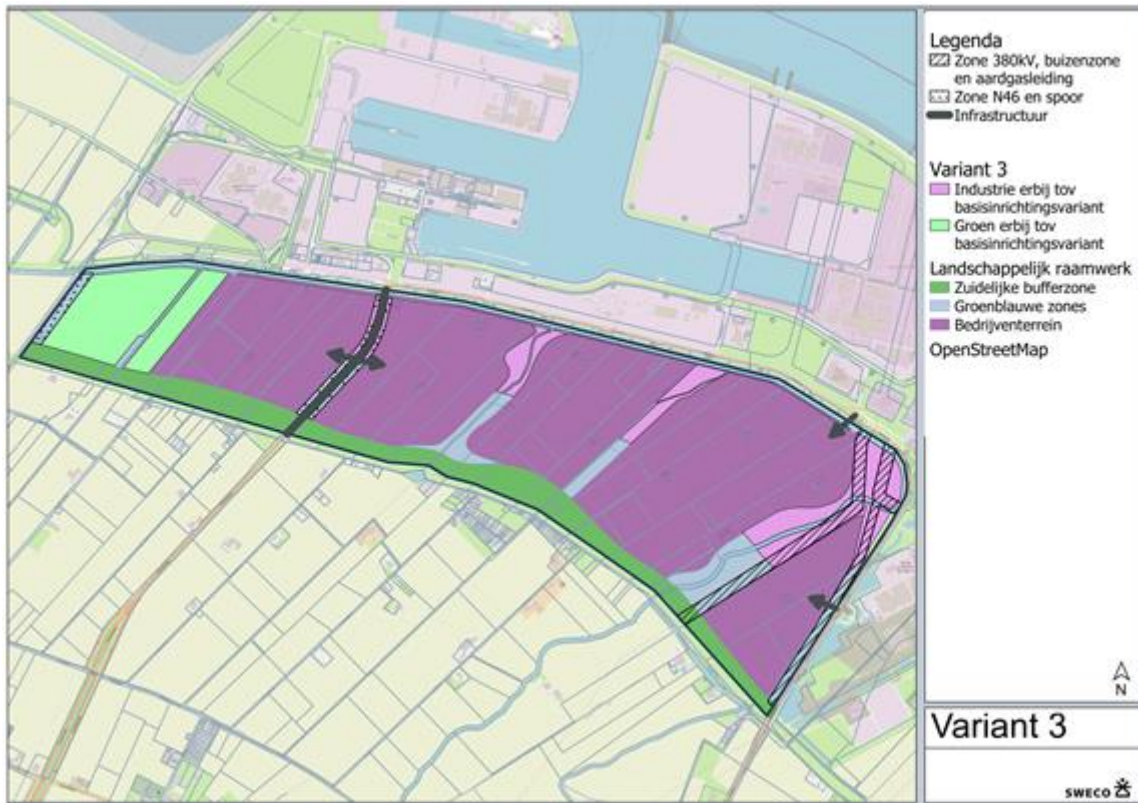 Legenda
Zone 380kV, buizenzone
en aardgasleiding
Zone N46 en spoor
Infrastructuur
Variant 3
Industrie erbij tov
basisinrichtingsvariant
Groen erbij tov
basisinrichtingsvariant
Landschappelijk raamwerk
Zuidelijke bufferzone
Groenblauwe zones
Bedrijventerrein
OpenStreetMap
N
Variant 3
SWECO